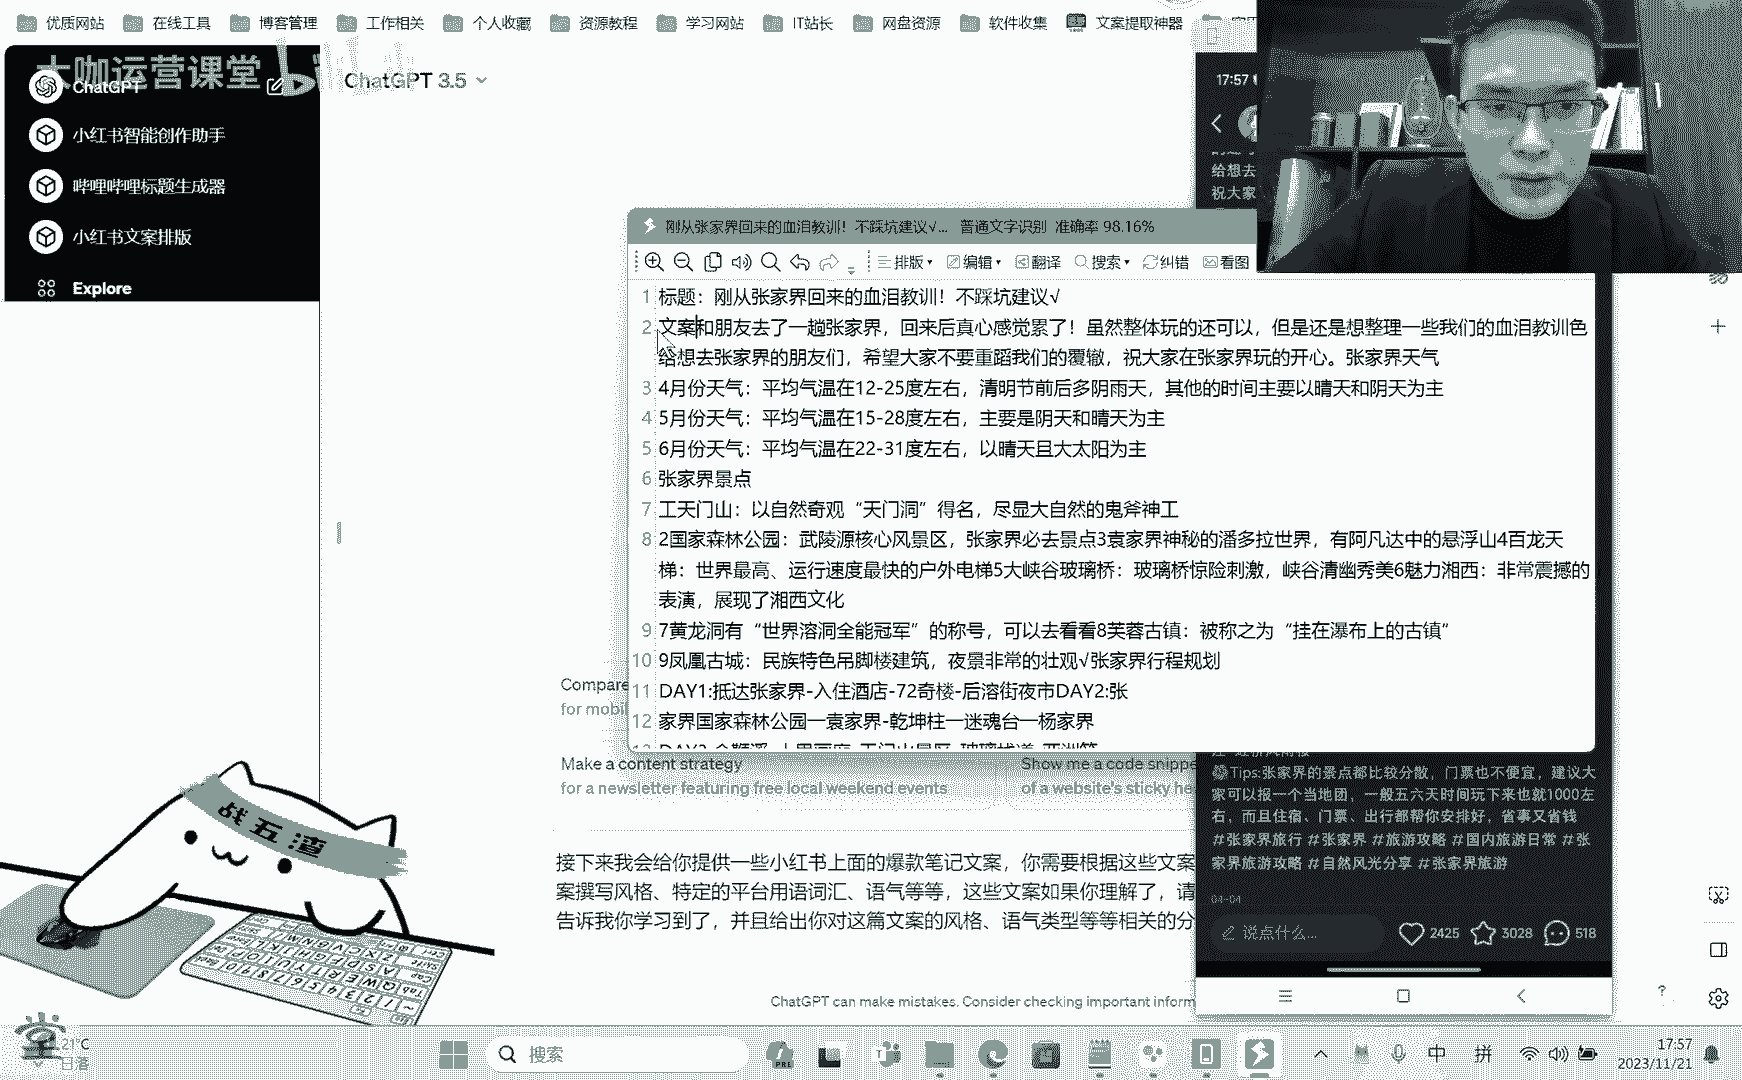 优质网站 在线工具 博客管理 工作相关 个人收藏 资源教程 学习网站 IT站长 网盘资源 软件收集 文案提取神器
大咖运营课堂
ChatGPT
ChatGPT 3.5
小红书智能创作助手
哔哩哔哩标题生成器
小红书文案排版
Explore
17:57
给想去
祝大家
刚从张家界回来的血泪教训！不踩坑建议√... 普通文字识别 准确率 98.16%
排版 编辑 翻译 搜索 纠错 看图
1 标题：刚从张家界回来的血泪教训！不踩坑建议√
2 文案和朋友去了一趟张家界，回来后真心感觉累了！虽然整体玩的还可以，但是还是想整理一些我们的血泪教训色
给想去张家界的朋友们，希望大家不要重蹈我们的覆辙，祝大家在张家界玩的开心。张家界天气
3 4月份天气：平均气温在12-25度左右，清明节前后多阴雨天，其他的时间主要以晴天和阴天为主
4 5月份天气：平均气温在15-28度左右，主要是阴天和晴天为主
5 6月份天气：平均气温在22-31度左右，以晴天且大太阳为主
6 张家界景点
7 工天门山：以自然奇观“天门洞”得名，尽显大自然的鬼斧神工
8 2国家森林公园：武陵源核心风景区，张家界必去景点3袁家界神秘的潘多拉世界，有阿凡达中的悬浮山4百龙天
梯：世界最高、运行速度最快的户外电梯5大峡谷玻璃桥：玻璃桥惊险刺激，峡谷清幽秀美6魅力湘西：非常震撼的
表演，展现了湘西文化
9 7黄龙洞有“世界溶洞全能冠军”的称号，可以去看看8芙蓉古镇：被称之为“挂在瀑布上的古镇”
10 9凤凰古城：民族特色吊脚楼建筑，夜景非常的壮观√张家界行程规划
11 DAY1:抵达张家界-入住酒店-72奇楼-后溶街夜市DAY2:张
12 家界国家森林公园一袁家界-乾坤柱一迷魂台一杨家界
Compare
for mobil
Make a content strategy
for a newsletter featuring free local weekend events
Show me a code snippe
of a website's sticky he
Tips:张家界的景点都比较分散，门票也不便宜，建议大
家可以报一个当地团，一般五六天时间玩下来也就1000左
右，而且住宿、门票、出行都帮你安排好，省事又省钱
#张家界旅行 #张家界 #旅游攻略 #国内旅游日常 #张
家界旅游攻略 #自然风光分享 #张家界旅游
04-04
说点什么... 2425 3028 518
接下来我会给你提供一些小红书上面的爆款笔记文案，你需要根据这些文案
案撰写风格、特定的平台用语词汇、语气等等，这些文案如果你理解了，请
告诉我你学习到了，并且给出你对这篇文案的风格、语气类型等等相关的分
ChatGPT can make mistakes. Consider checking important inform
战五渣
堂
21°C
日落
搜索
中 拼
17:57
2023/11/21